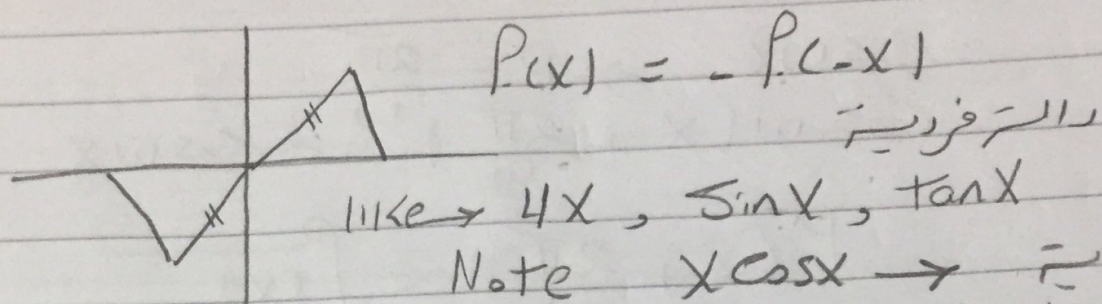 f(x) = - f(-x)
دالة فردية
like → 4x , Sinx , tanx
Note xcosx →